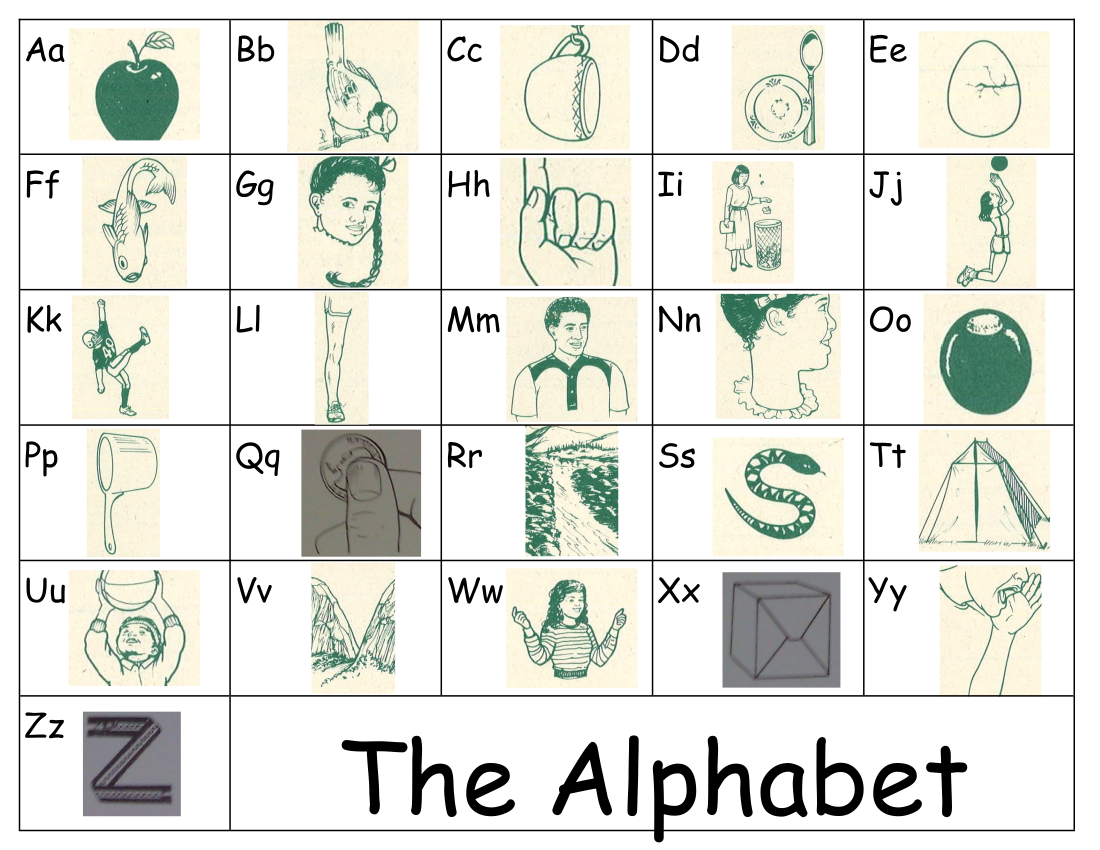 Aa Bb Cc Dd Ee
Ff Gg Hh Ii Jj
Kk Ll Mm Nn Oo
Pp Qq Rr Ss Tt
Uu Vv Ww Xx Yy
Zz
The Alphabet